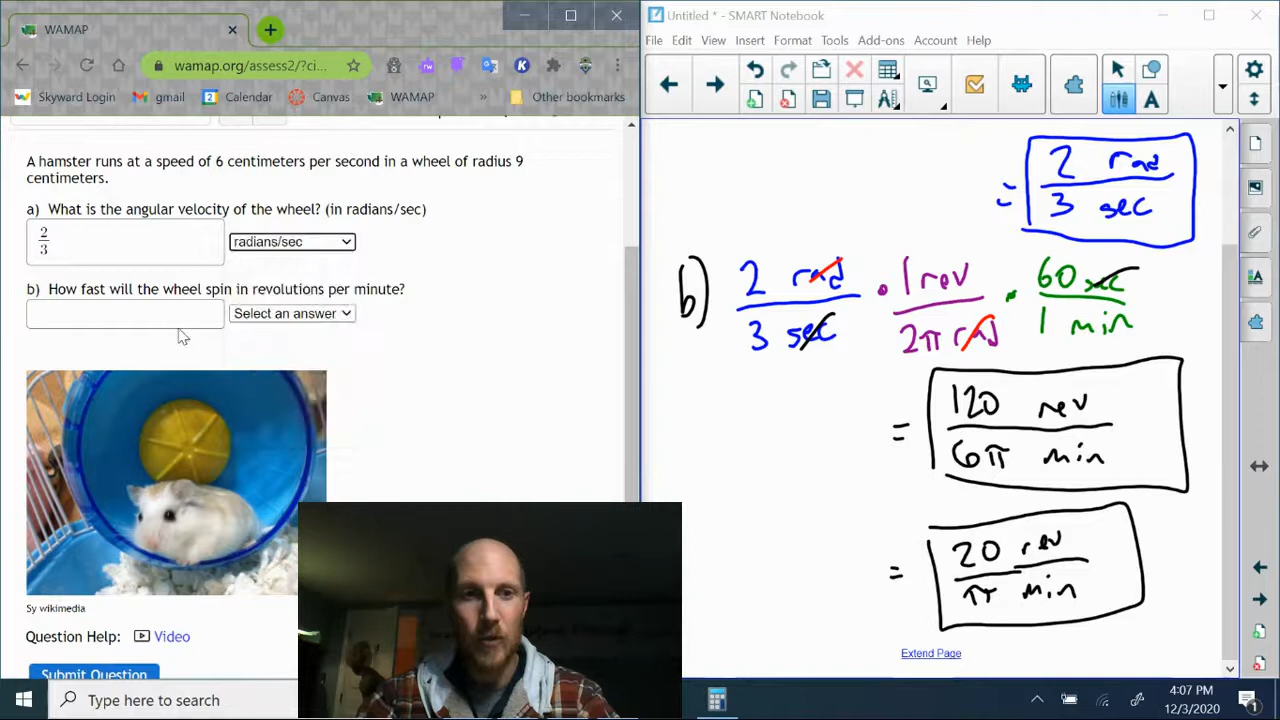 WAMAP
wamap.org/assess2/?ci...
Skyward Login
gmail
Calendar
Canvas
WAMAP
»
Other bookmarks
A hamster runs at a speed of 6 centimeters per second in a wheel of radius 9
centimeters.
a) What is the angular velocity of the wheel? (in radians/sec)
2
3
radians/sec
b) How fast will the wheel spin in revolutions per minute?
Select an answer
Sy wikimedia
Question Help: Video
Submit Question
Type here to search
Untitled * - SMART Notebook
File Edit View Insert Format Tools Add-ons Account Help
= 2 rad
3 sec
b) 2 rad • 1 rev • 60 sec
3 sec 2π rad 1 min
= 120 rev
6π min
= 20 rev
π min
Extend Page
4:07 PM
12/3/2020
1